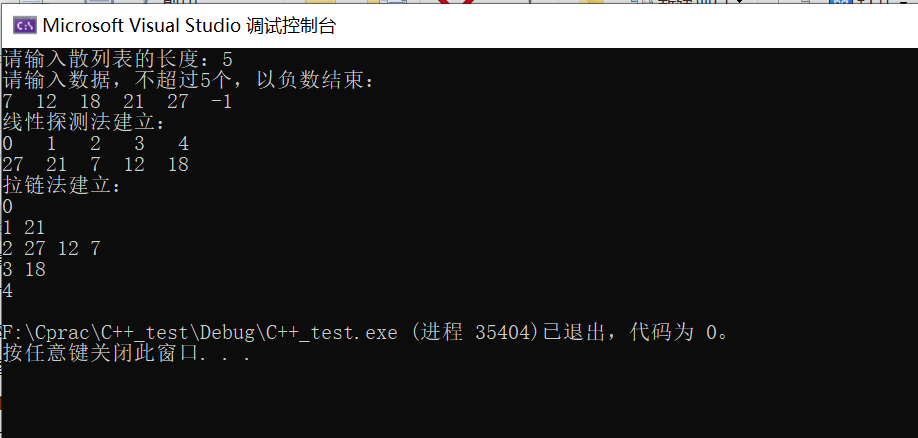 Microsoft Visual Studio 调试控制台
请输入散列表的长度：5
请输入数据，不超过5个，以负数结束：
7  12  18  21  27  -1
线性探测法建立：
0   1   2   3   4
27  21  7  12  18
拉链法建立：
0
1 21
2 27 12 7
3 18
4
F:\Cprac\C++_test\Debug\C++_test.exe (进程 35404)已退出，代码为 0。
按任意键关闭此窗口. . .